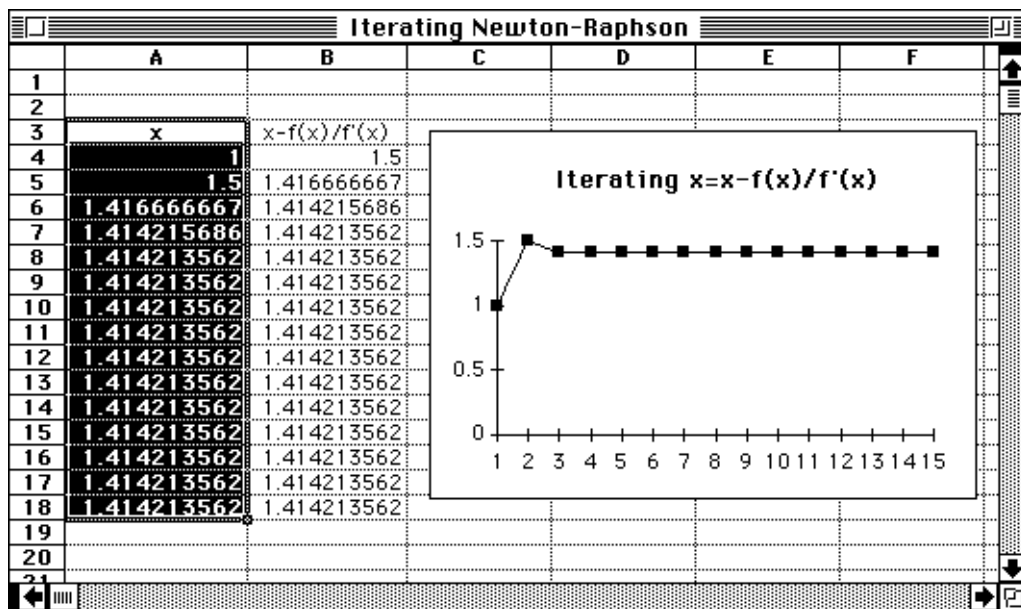 Iterating Newton-Raphson
A B C D E F
1
2
3 x x-f(x)/f'(x)
4 1 1.5
5 1.5 1.416666667
6 1.416666667 1.414215686
7 1.414215686 1.414213562
8 1.414213562 1.414213562
9 1.414213562 1.414213562
10 1.414213562 1.414213562
11 1.414213562 1.414213562
12 1.414213562 1.414213562
13 1.414213562 1.414213562
14 1.414213562 1.414213562
15 1.414213562 1.414213562
16 1.414213562 1.414213562
17 1.414213562 1.414213562
18 1.414213562 1.414213562
19
20
21
Iterating x=x-f(x)/f'(x)
1.5
1
0.5
0
1 2 3 4 5 6 7 8 9 10 11 12 13 14 15